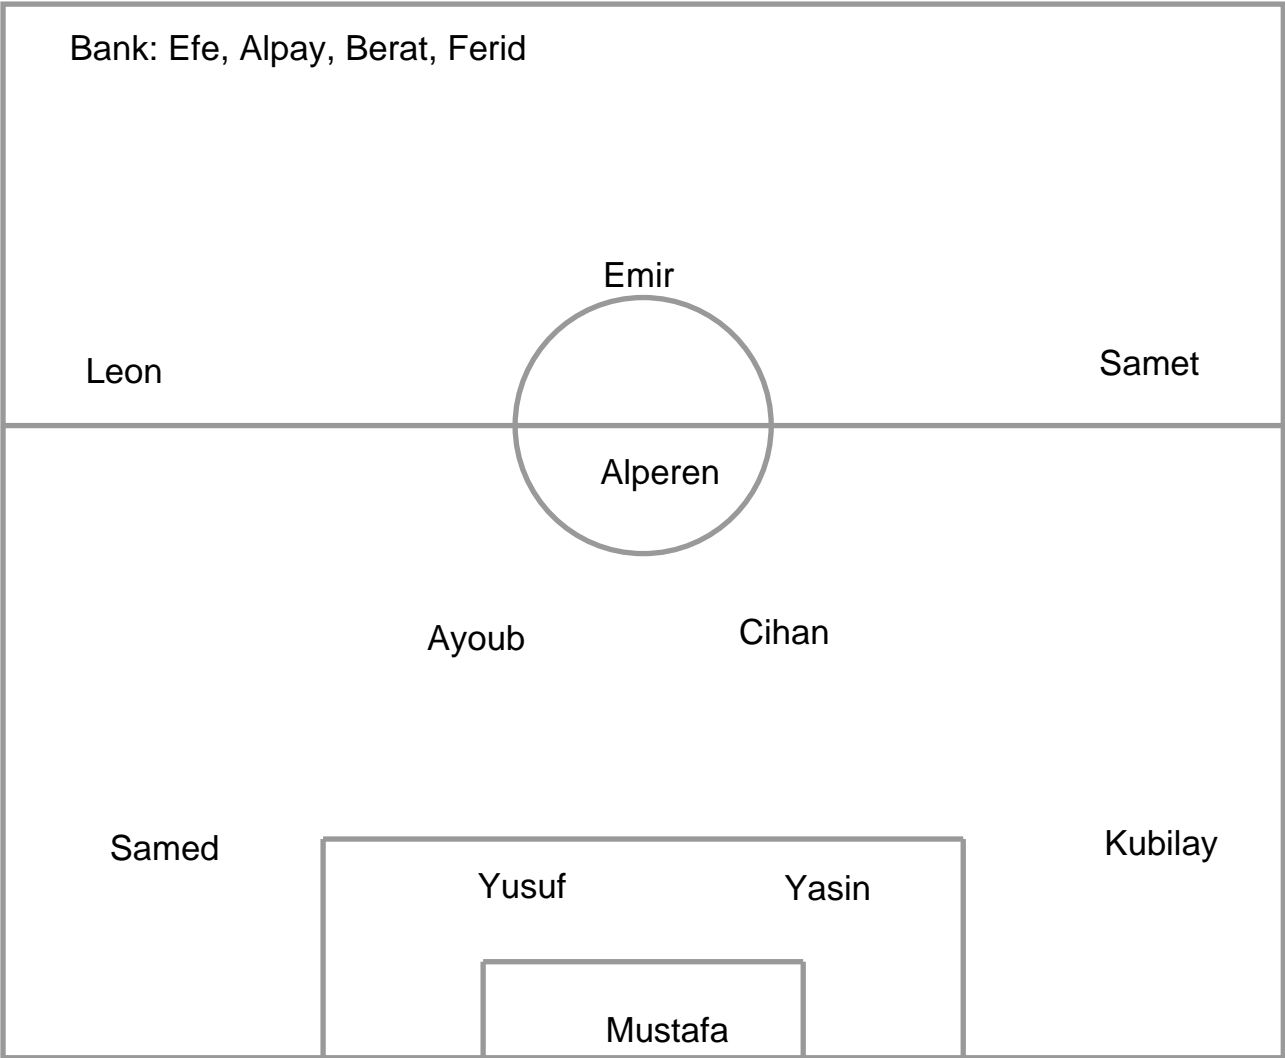 Bank: Efe, Alpay, Berat, Ferid
Emir
Leon
Samet
Alperen
Ayoub
Cihan
Samed
Kubilay
Yusuf
Yasin
Mustafa